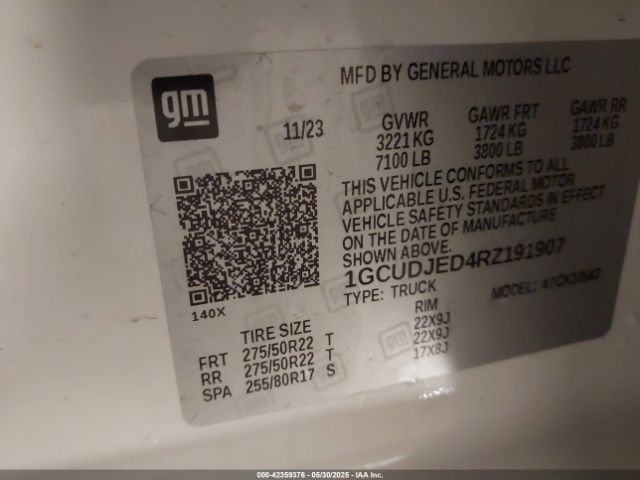 gm
MFD BY GENERAL MOTORS LLC
11/23
GVWR GAWR FRT GAWR RR
3221 KG 1724 KG 1724 KG
7100 LB 3800 LB 3800 LB
THIS VEHICLE CONFORMS TO ALL
APPLICABLE U.S. FEDERAL MOTOR
VEHICLE SAFETY STANDARDS IN EFFECT
ON THE DATE OF MANUFACTURE
SHOWN ABOVE.
1GCUDJED4RZ191907
TYPE: TRUCK MODEL:
140X
TIRE SIZE RIM
FRT 275/50R22 T 22X9J
RR 275/50R22 T 22X9J
SPA 255/80R17 S 17X8J
000-42359376 - 05/30/2025 - IAA Inc.